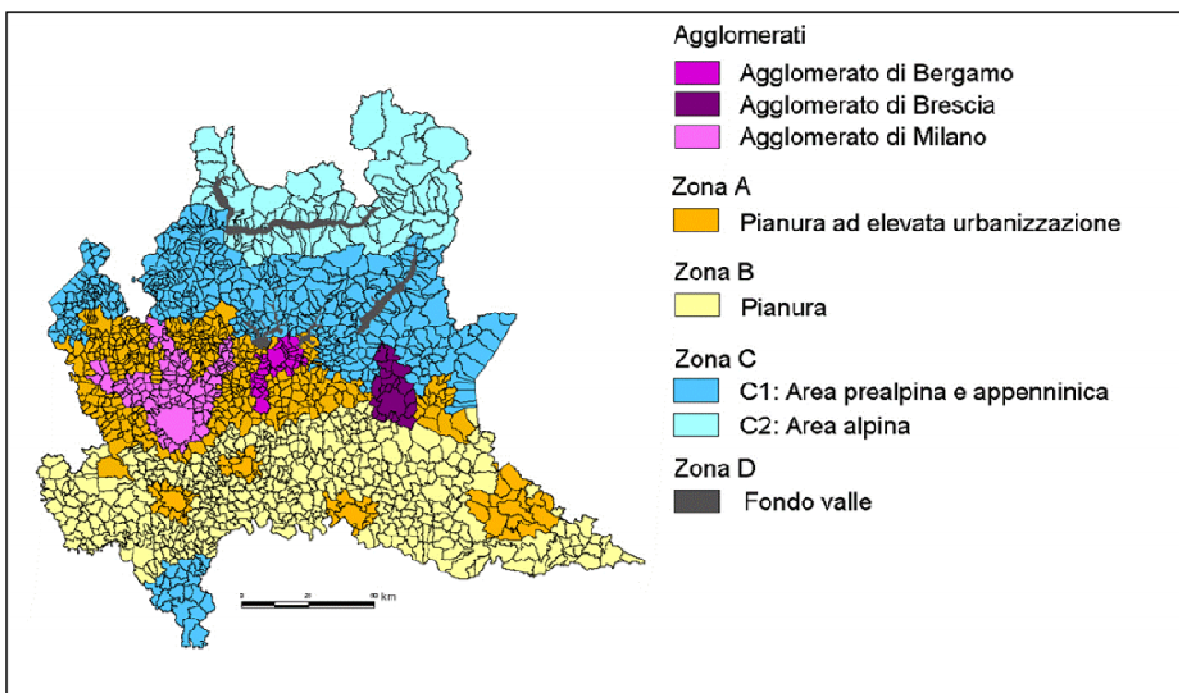 Agglomerati
Agglomerato di Bergamo
Agglomerato di Brescia
Agglomerato di Milano
Zona A
Pianura ad elevata urbanizzazione
Zona B
Pianura
Zona C
C1: Area prealpina e appenninica
C2: Area alpina
Zona D
Fondo valle
km